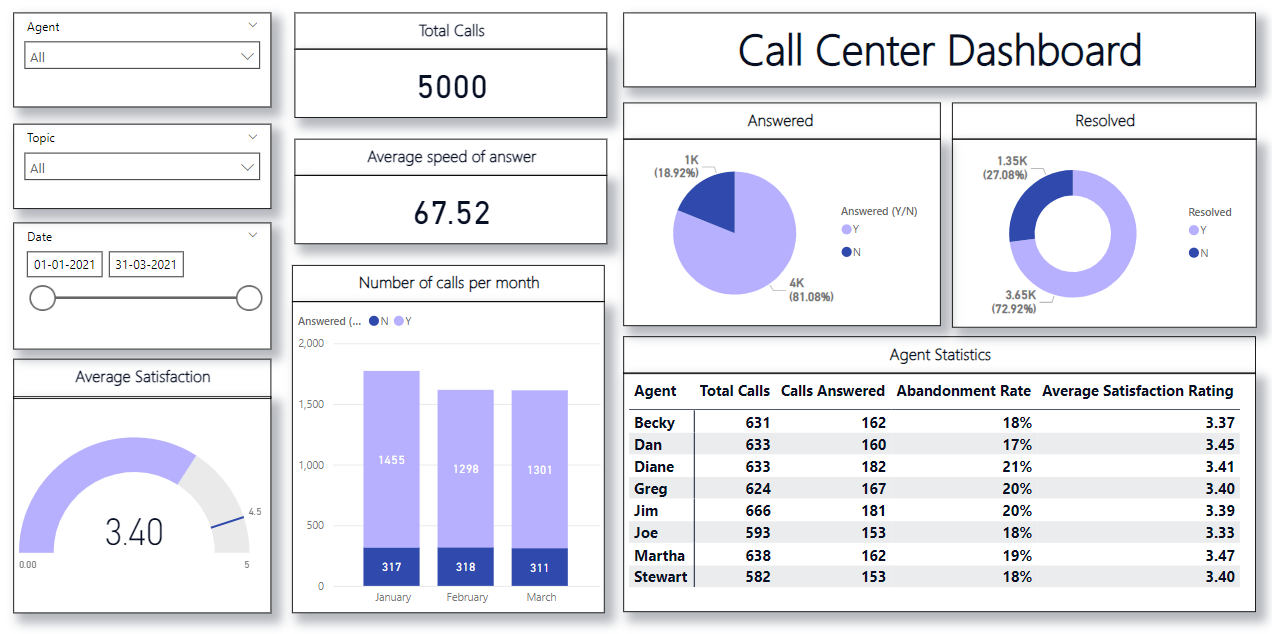 Agent
All
Topic
All
Date
01-01-2021 31-03-2021
Average Satisfaction
3.40
4.5
0.00 5
Total Calls
5000
Average speed of answer
67.52
Number of calls per month
Answered (... N Y
2,000
1,500
1,000
500
0
1455 1298 1301
317 318 311
January February March
Call Center Dashboard
Answered
1K
(18.92%)
4K
(81.08%)
Answered (Y/N)
Y
N
Resolved
1.35K
(27.08%)
3.65K
(72.92%)
Resolved
Y
N
Agent Statistics
Agent Total Calls Calls Answered Abandonment Rate Average Satisfaction Rating
Becky 631 162 18% 3.37
Dan 633 160 17% 3.45
Diane 633 182 21% 3.41
Greg 624 167 20% 3.40
Jim 666 181 20% 3.39
Joe 593 153 18% 3.33
Martha 638 162 19% 3.47
Stewart 582 153 18% 3.40